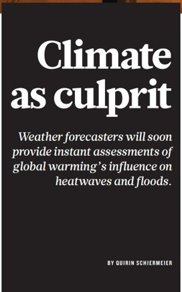 Climate
as culprit
Weather forecasters will soon
provide instant assessments of
global warming's influence on
heatwaves and floods.
BY QUIRIN SCHIERMEIER